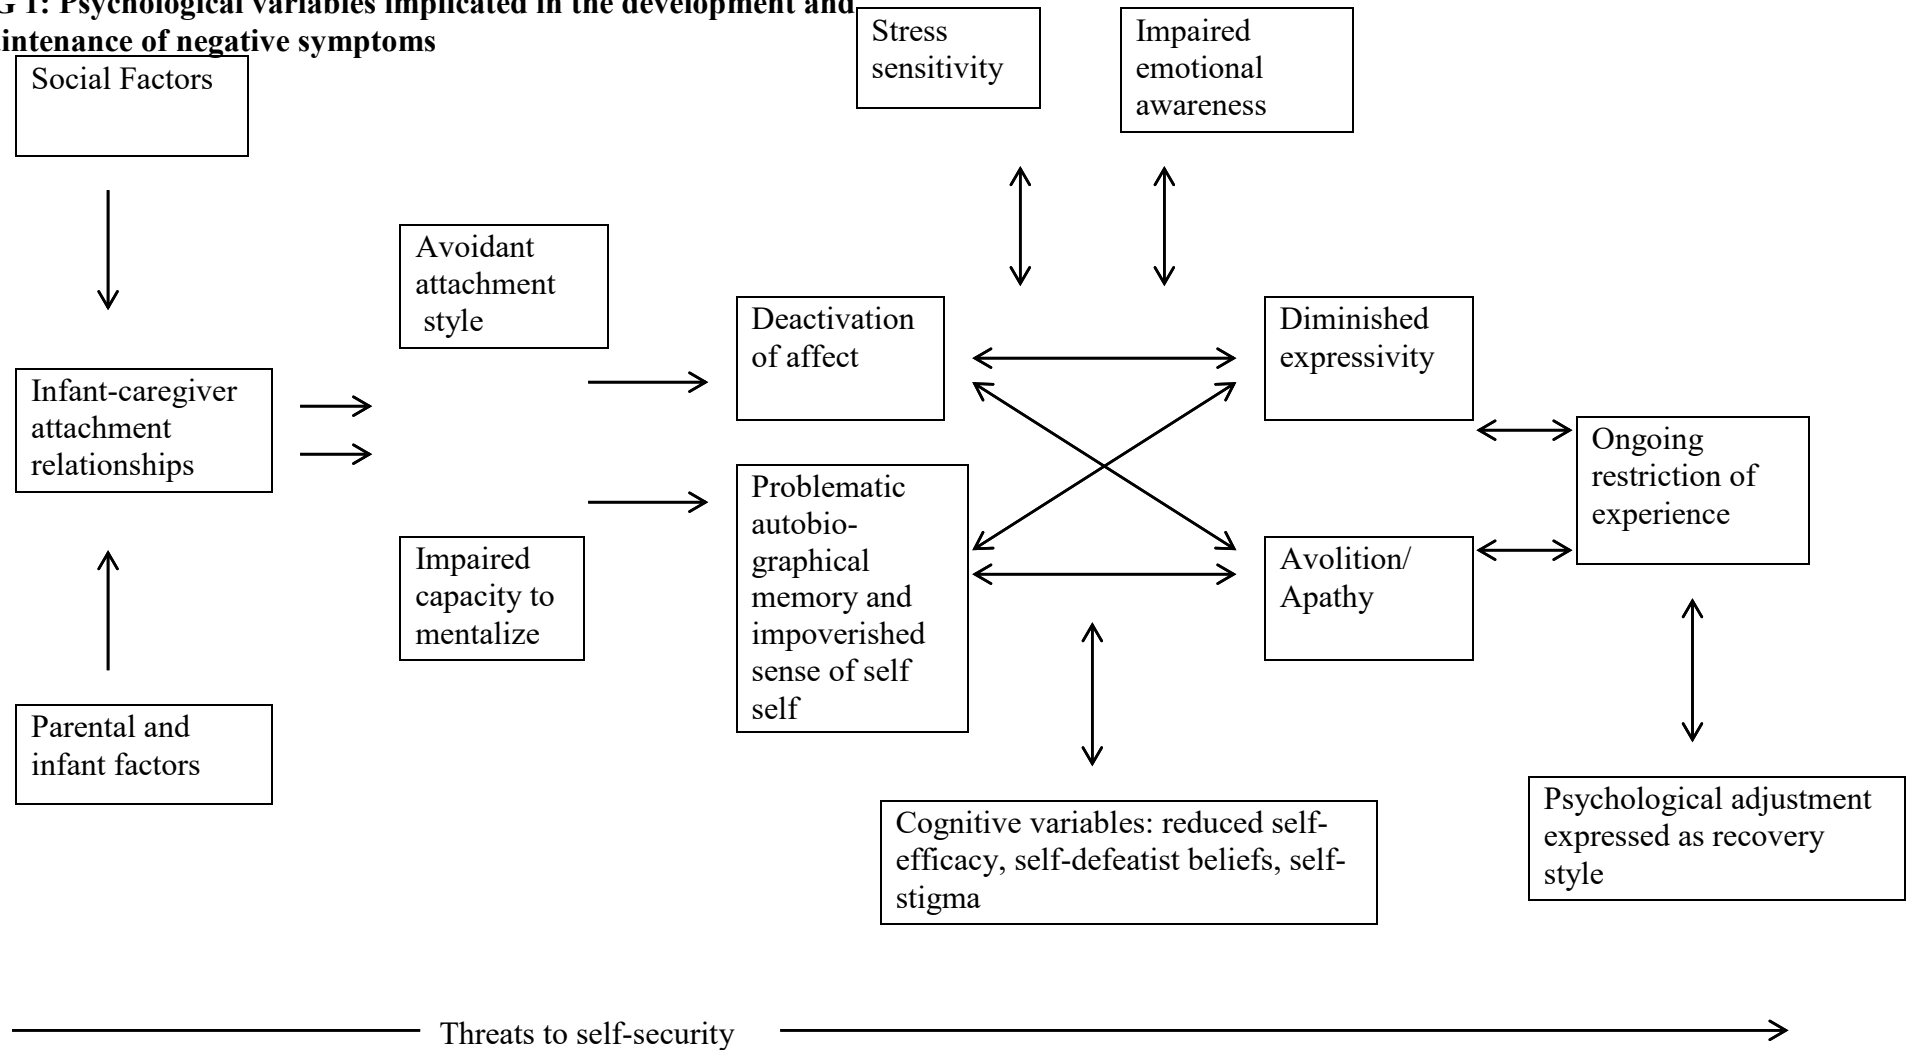 G 1: Psychological variables implicated in the development and
intenance of negative symptoms
Social Factors
Stress
sensitivity
Impaired
emotional
awareness
Avoidant
attachment
style
Deactivation
of affect
Diminished
expressivity
Infant-caregiver
attachment
relationships
Ongoing
restriction of
experience
Problematic
autobio-
graphical
memory and
impoverished
sense of self
self
Impaired
capacity to
mentalize
Avolition/
Apathy
Parental and
infant factors
Cognitive variables: reduced self-
efficacy, self-defeatist beliefs, self-
stigma
Psychological adjustment
expressed as recovery
style
Threats to self-security